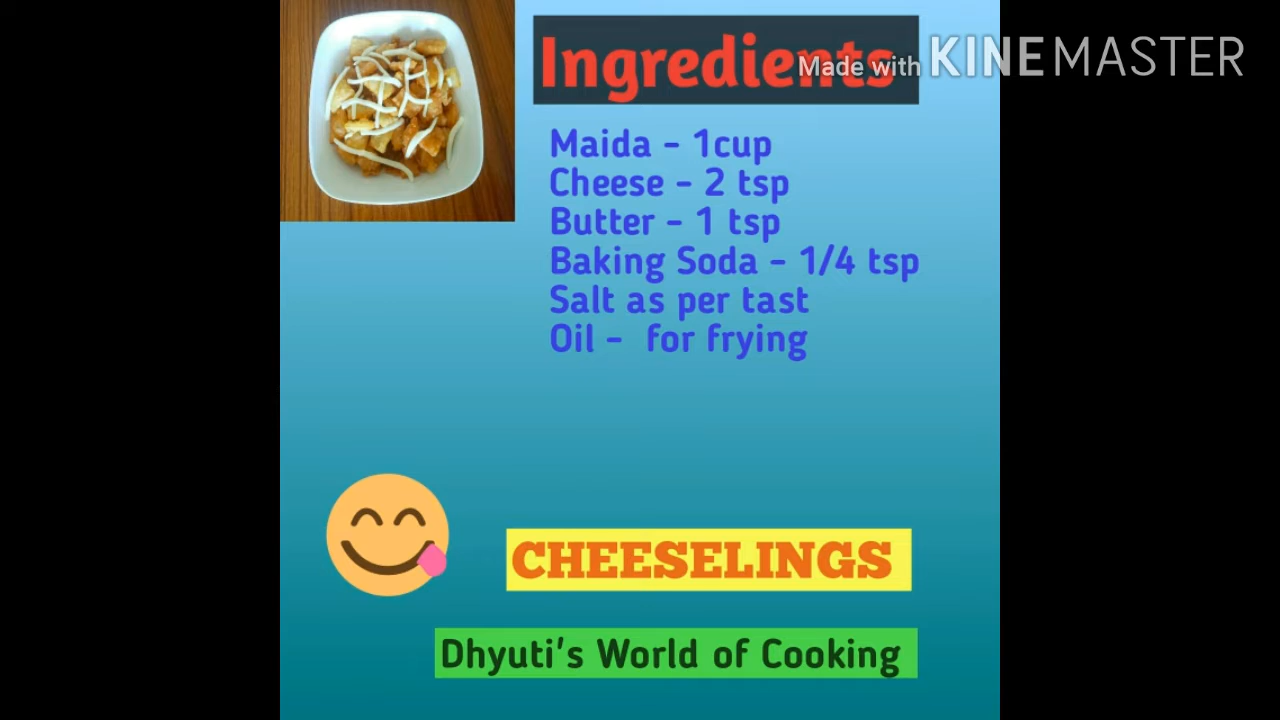 Ingredients
Made with KINEMASTER
Maida - 1cup
Cheese - 2 tsp
Butter - 1 tsp
Baking Soda - 1/4 tsp
Salt as per tast
Oil - for frying
CHEESELINGS
Dhyuti's World of Cooking